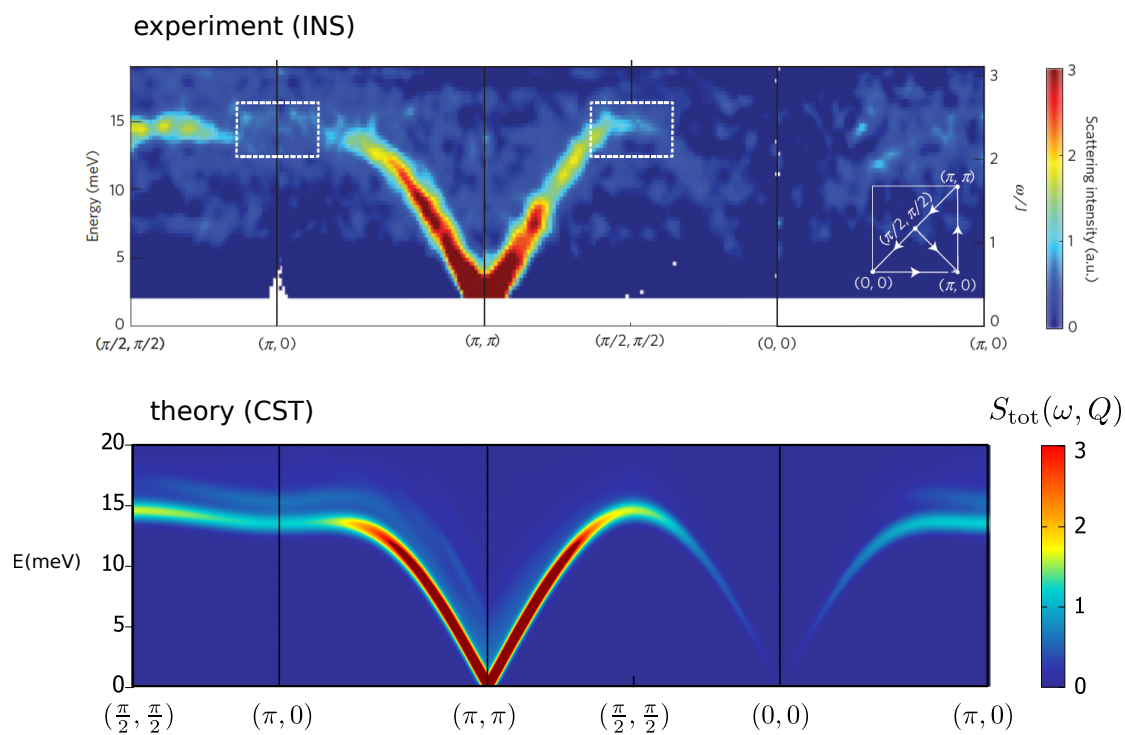 experiment (INS)
Energy (meV)
15
10
5
0
(π/2, π/2)
(π, 0)
(π, π)
(π/2, π/2)
(0, 0)
(π, 0)
3
2
1
0
ω/J
(π, π)
(π/2, π/2)
(0, 0)
(π, 0)
3
2
1
0
Scattering intensity (a.u.)
theory (CST)
S_tot(ω, Q)
E(meV)
20
15
10
5
0
(π/2, π/2)
(π, 0)
(π, π)
(π/2, π/2)
(0, 0)
(π, 0)
3
2
1
0